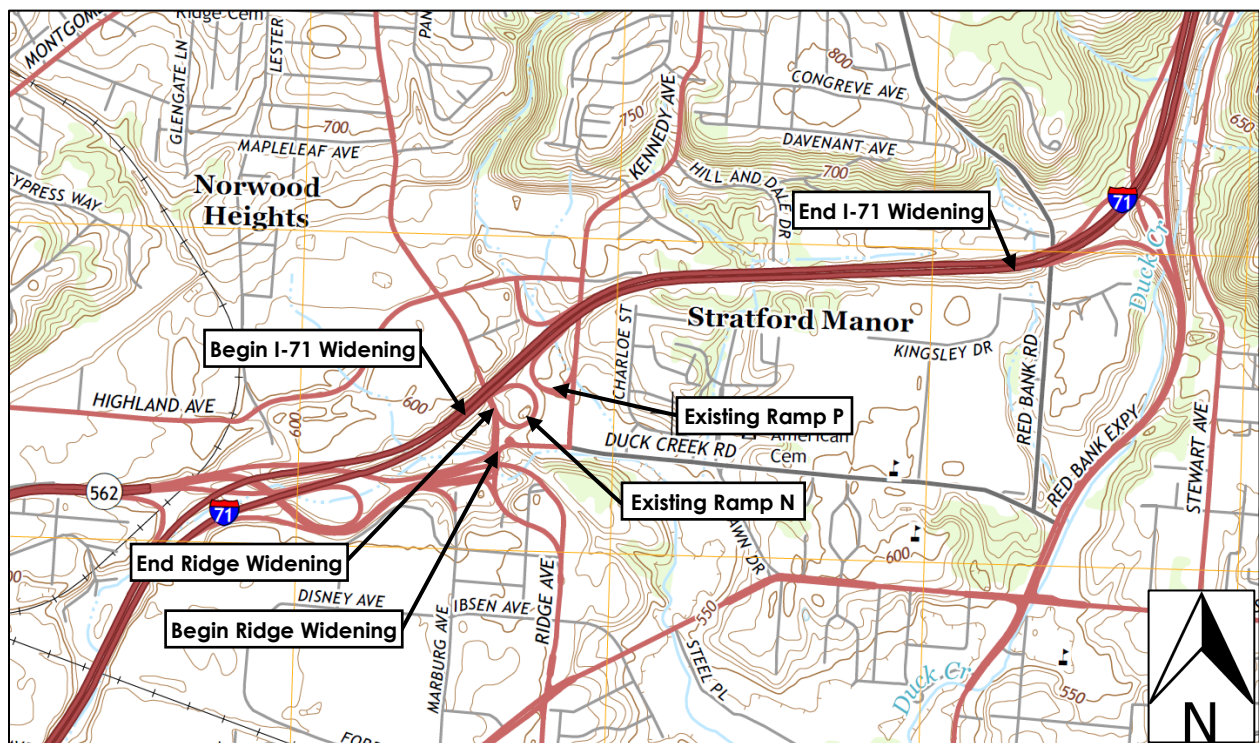 Ridge Cem
MONTGOM
GLENGATE LN
LESTER
PAN
700
MAPLELEAF AVE
YPRESS WAY
Norwood
Heights
750
KENNEDY AVE
800
CONGREVE AVE
DAVENANT AVE
700
HILL AND DALE DR
650
End I-71 Widening
71
Duck Cr
Begin I-71 Widening
CHARLOE ST
Stratford Manor
KINGSLEY DR
RED BANK RD
HIGHLAND AVE
600
600
Existing Ramp P
DUCK CREEK RD
American
Cem
RED BANK EXPY
STEWART AVE
562
71
Existing Ramp N
End Ridge Widening
AWN DR
600
DISNEY AVE
IBSEN AVE
RIDGE AVE
550
Begin Ridge Widening
MARBURG AVE
STEEL PL
Duck Cr
550
N